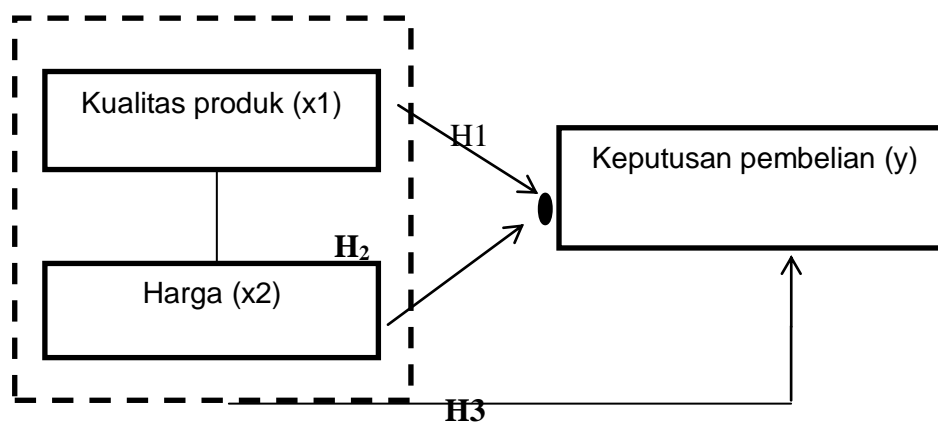 Kualitas produk (x1)
H1
Keputusan pembelian (y)
H₂
Harga (x2)
H3